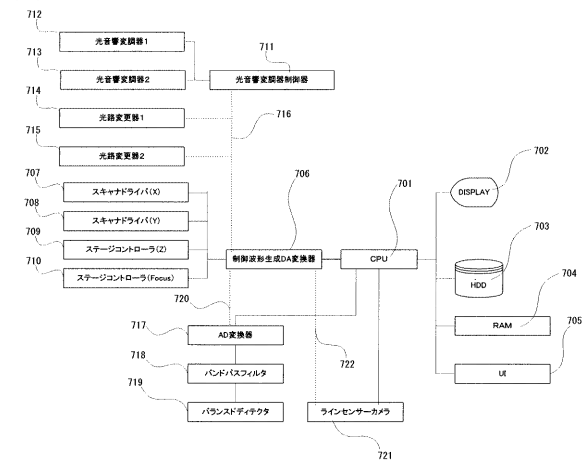 712
光音響変調器1
713
光音響変調器2
711
光音響変調器制御器
714
光路変更器1
716
715
光路変更器2
702
DISPLAY
707
スキャナドライバ(X)
708
スキャナドライバ(Y)
706
701
703
709
ステージコントローラ(Z)
制御波形生成DA変換器
CPU
HDD
710
ステージコントローラ(Focus)
704
720
RAM
717
AD変換器
722
705
718
バンドパスフィルタ
UI
719
バランスドディテクタ
ラインセンサーカメラ
721